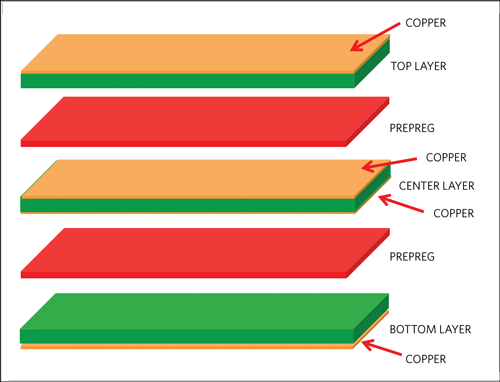 COPPER
TOP LAYER
PREPREG
COPPER
CENTER LAYER
COPPER
PREPREG
BOTTOM LAYER
COPPER